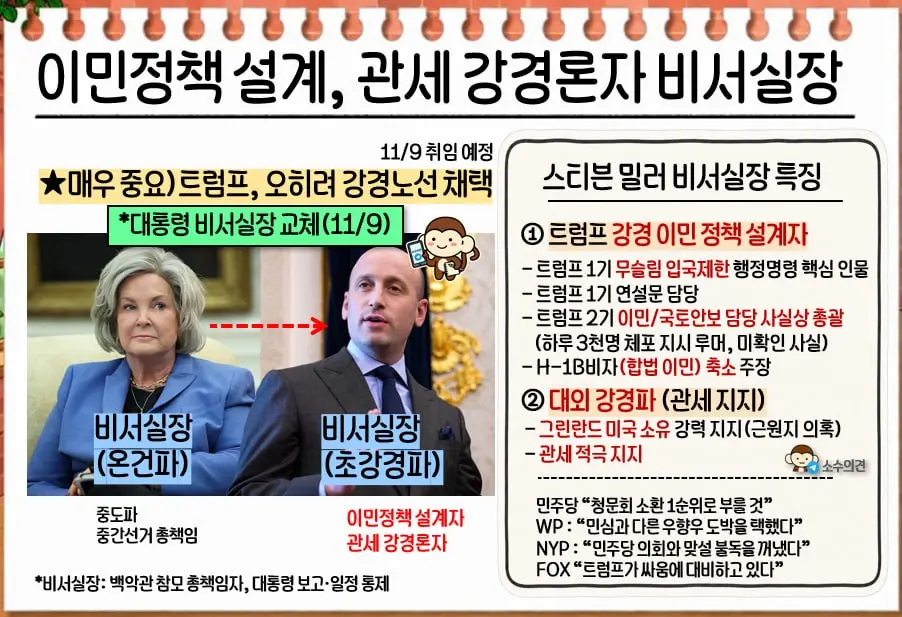 이민정책 설계, 관세 강경론자 비서실장
11/9 취임 예정
★매우 중요) 트럼프, 오히려 강경노선 채택
*대통령 비서실장 교체(11/9)
비서실장
(온건파)
비서실장
(초강경파)
중도파
중간선거 총책임
이민정책 설계자
관세 강경론자
*비서실장: 백악관 참모 총책임자, 대통령 보고·일정 통제
스티븐 밀러 비서실장 특징
① 트럼프 강경 이민 정책 설계자
- 트럼프 1기 무슬림 입국제한 행정명령 핵심 인물
- 트럼프 1기 연설문 담당
- 트럼프 2기 이민/국토안보 담당 사실상 총괄
(하루 3천명 체포 지시 루머, 미확인 사실)
- H-1B비자(합법 이민) 축소 주장
② 대외 강경파 (관세 지지)
- 그린란드 미국 소유 강력 지지(근원지 의혹)
- 관세 적극 지지
소수의견
민주당 “청문회 소환 1순위로 부를 것”
WP : “민심과 다른 우향우 도박을 택했다”
NYP : “민주당 의회와 맞설 불독을 꺼냈다”
FOX “트럼프가 싸움에 대비하고 있다”